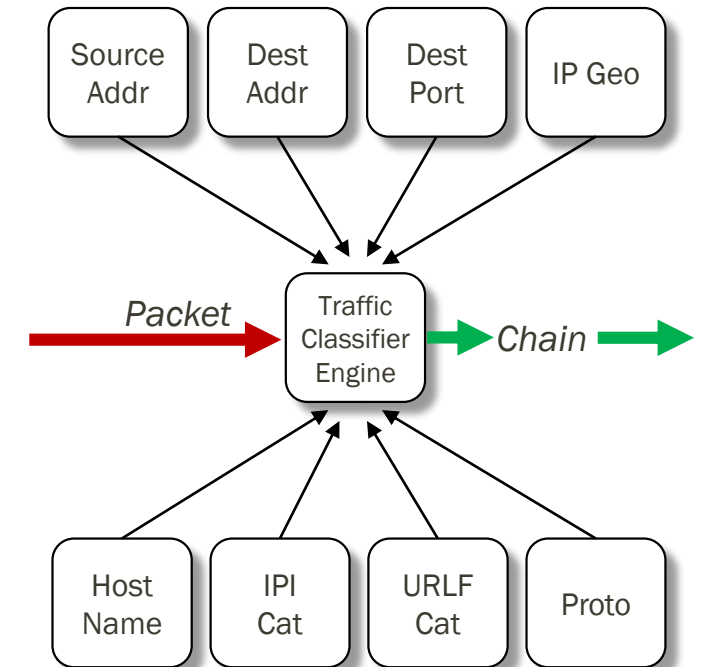 Source
Addr
Dest
Addr
Dest
Port
IP Geo
Packet
Traffic
Classifier
Engine
Chain
Host
Name
IPI
Cat
URLF
Cat
Proto